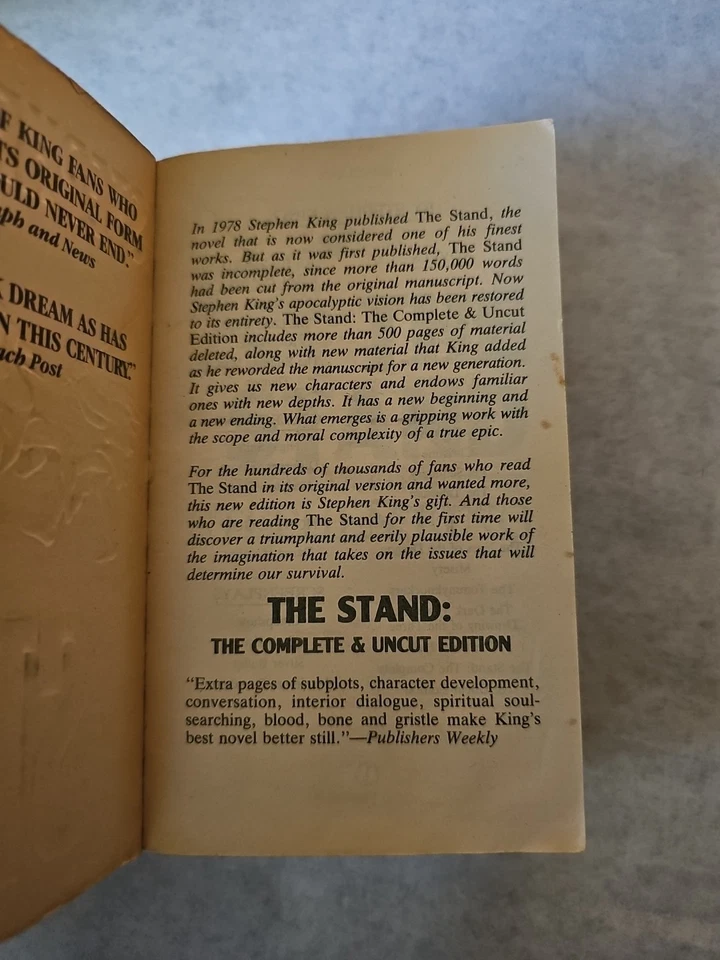 F KING FANS WHO
'S ORIGINAL FORM
ULD NEVER END."
ph and News
K DREAM AS HAS
N THIS CENTURY."
ach Post
In 1978 Stephen King published The Stand, the
novel that is now considered one of his finest
works. But as it was first published, The Stand
was incomplete, since more than 150,000 words
had been cut from the original manuscript. Now
Stephen King's apocalyptic vision has been restored
to its entirety. The Stand: The Complete & Uncut
Edition includes more than 500 pages of material
deleted, along with new material that King added
as he reworded the manuscript for a new generation.
It gives us new characters and endows familiar
ones with new depths. It has a new beginning and
a new ending. What emerges is a gripping work with
the scope and moral complexity of a true epic.
For the hundreds of thousands of fans who read
The Stand in its original version and wanted more,
this new edition is Stephen King's gift. And those
who are reading The Stand for the first time will
discover a triumphant and eerily plausible work of
the imagination that takes on the issues that will
determine our survival.
THE STAND:
THE COMPLETE & UNCUT EDITION
"Extra pages of subplots, character development,
conversation, interior dialogue, spiritual soul-
searching, blood, bone and gristle make King's
best novel better still."—Publishers Weekly